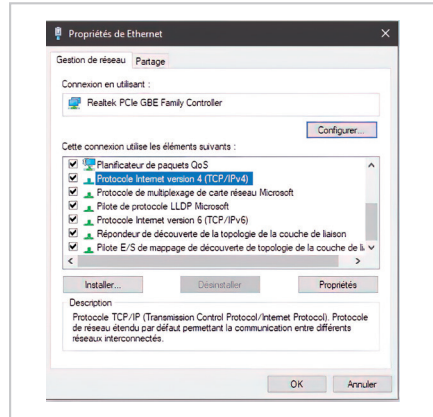 Propriétés de Ethernet
Gestion de réseau Partage
Connexion en utilisant :
Realtek PCIe GBE Family Controller
Configurer...
Cette connexion utilise les éléments suivants :
Planificateur de paquets QoS
Protocole Internet version 4 (TCP/IPv4)
Protocole de multiplexage de carte réseau Microsoft
Pilote de protocole LLDP Microsoft
Protocole Internet version 6 (TCP/IPv6)
Répondeur de découverte de la topologie de la couche de liaison
Pilote E/S de mappage de découverte de topologie de la couche de li
Installer... Désinstaller Propriétés
Description
Protocole TCP/IP (Transmission Control Protocol/Internet Protocol). Protocole
de réseau étendu par défaut permettant la communication entre différents
réseaux interconnectés.
OK Annuler